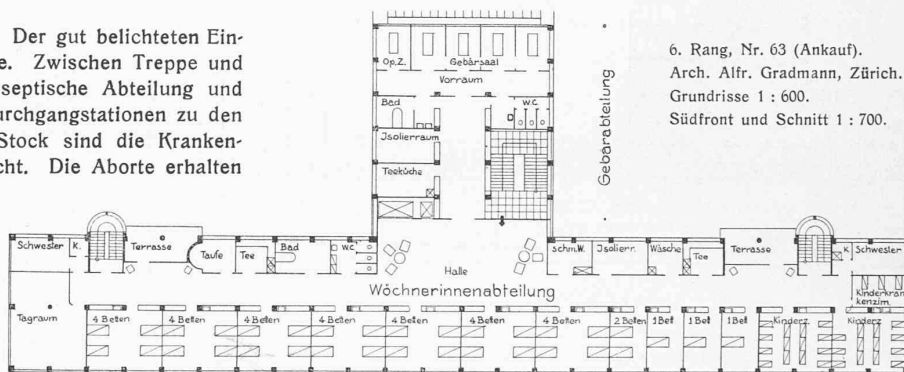 Der gut belichteten Ein-
e. Zwischen Treppe und
septische Abteilung und
urchgangstationen zu den
Stock sind die Kranken-
cht. Die Aborte erhalten
6. Rang, Nr. 63 (Ankauf).
Arch. Alfr. Gradmann, Zürich.
Grundrisse 1 : 600.
Südfront und Schnitt 1 : 700.
Op.Z. Gebärsaal
Vorraum
Bad W.C
Jsolierraum
Teeküche
Gebärabteilung
Schwester K. Terrasse Taufe Tee Bad WC
schm.W. Jsolierr. Wäsche Tee Terrasse K Schwester
Halle
Wöchnerinnenabteilung
Kinderkran
kenzim.
Tagraum 4 Betten 4 Betten 4 Betten 4 Betten 4 Betten 4 Betten 4 Betten 2 Betten 1 Bet 1 Bet 1 Bet Kinderz. Kinderz.